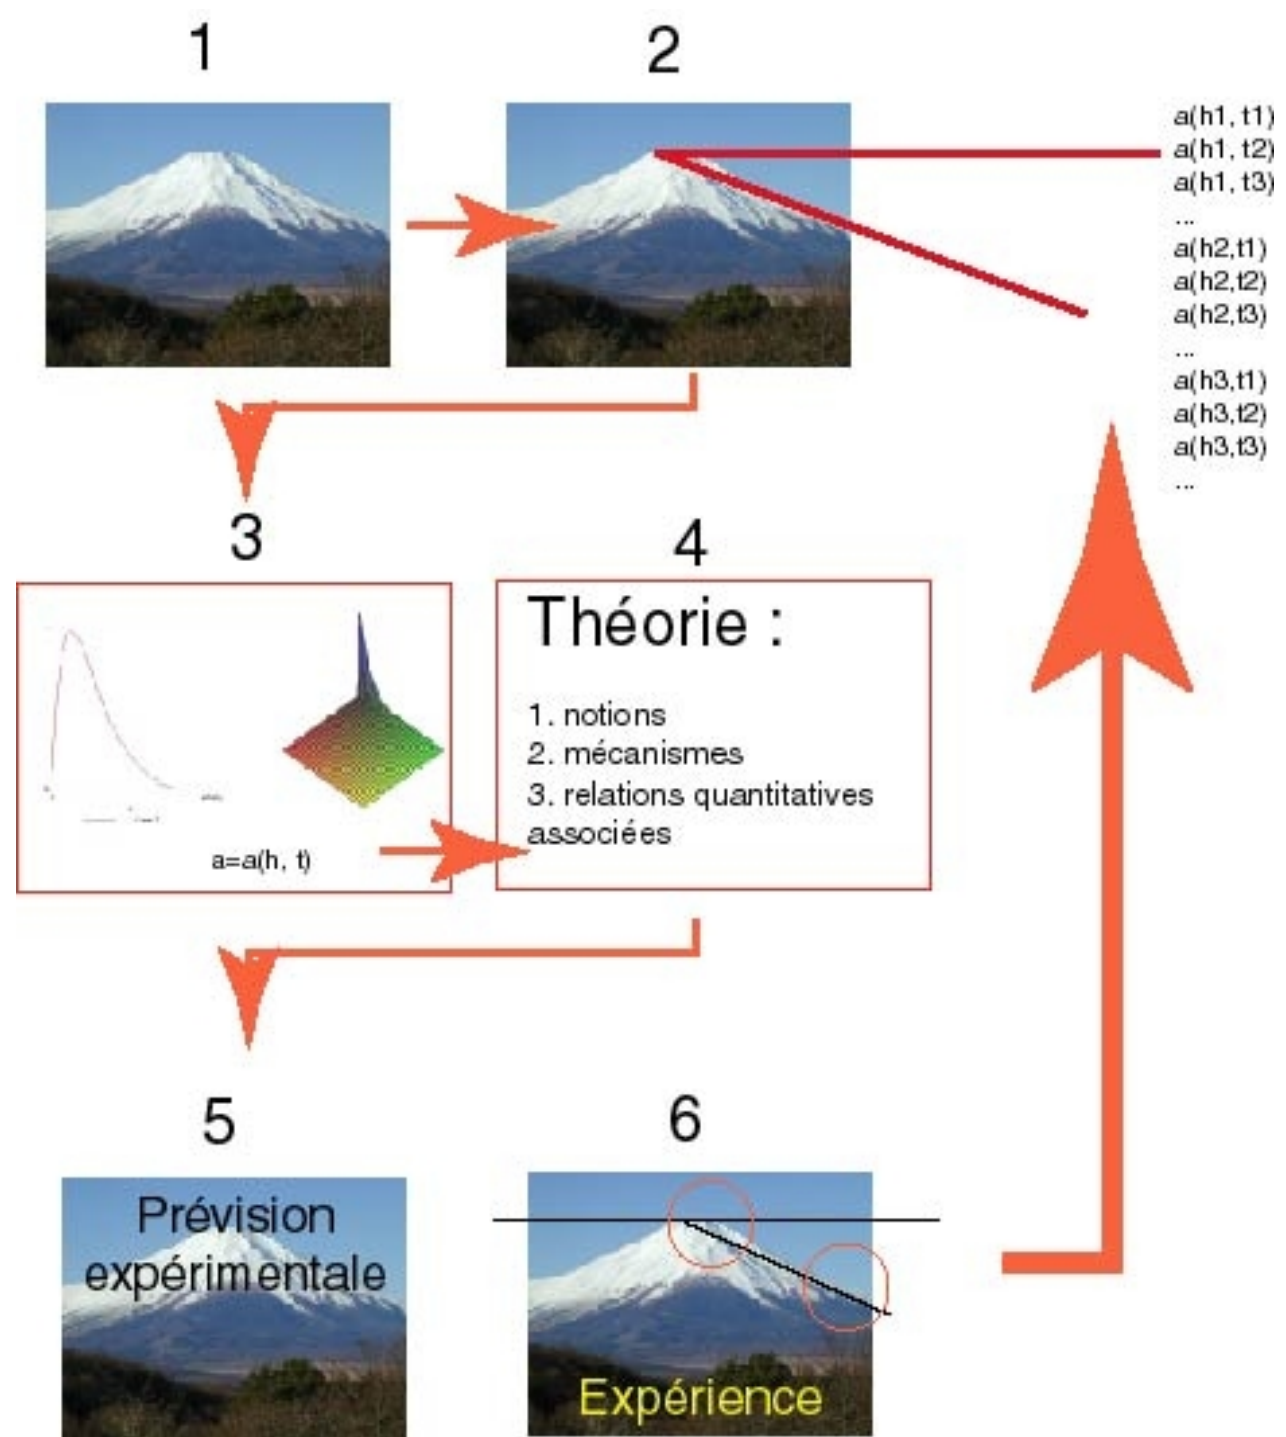 1
2
a(h1, t1)
a(h1, t2)
a(h1, t3)
...
a(h2,t1)
a(h2,t2)
a(h2,t3)
...
a(h3,t1)
a(h3,t2)
a(h3,t3)
...
3
a=a(h, t)
4
Théorie :
1. notions
2. mécanismes
3. relations quantitatives
associées
5
Prévision
expérimentale
6
Expérience